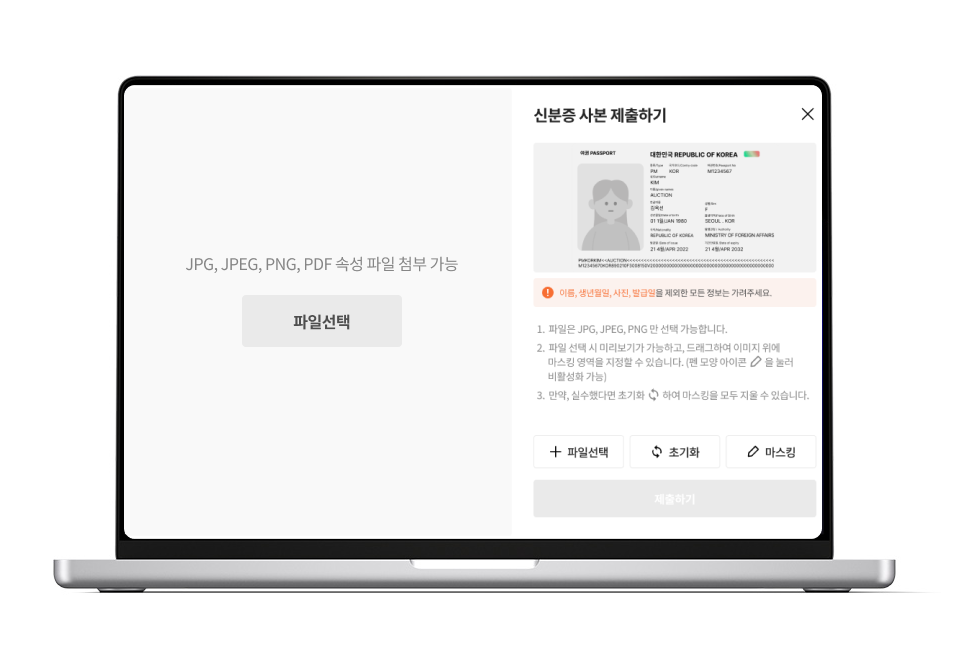 JPG, JPEG, PNG, PDF 속성 파일 첨부 가능
파일선택
신분증 사본 제출하기
여권 PASSPORT
대한민국 REPUBLIC OF KOREA
PM KOR M1234567
KIM
AUCTION
김옥션
F
01 1월/JAN 1980
SEOUL . KOR
REPUBLIC OF KOREA
MINISTRY OF FOREIGN AFFAIRS
21 4월/APR 2022
21 4월/APR 2032
이름, 생년월일, 사진, 발급일을 제외한 모든 정보는 가려주세요.
1. 파일은 JPG, JPEG, PNG 만 선택 가능합니다.
2. 파일 선택 시 미리보기가 가능하고, 드래그하여 이미지 위에
마스킹 영역을 지정할 수 있습니다. (펜 모양 아이콘 을 눌러
비활성화 가능)
3. 만약, 실수했다면 초기화 하여 마스킹을 모두 지울 수 있습니다.
파일선택
초기화
마스킹
제출하기